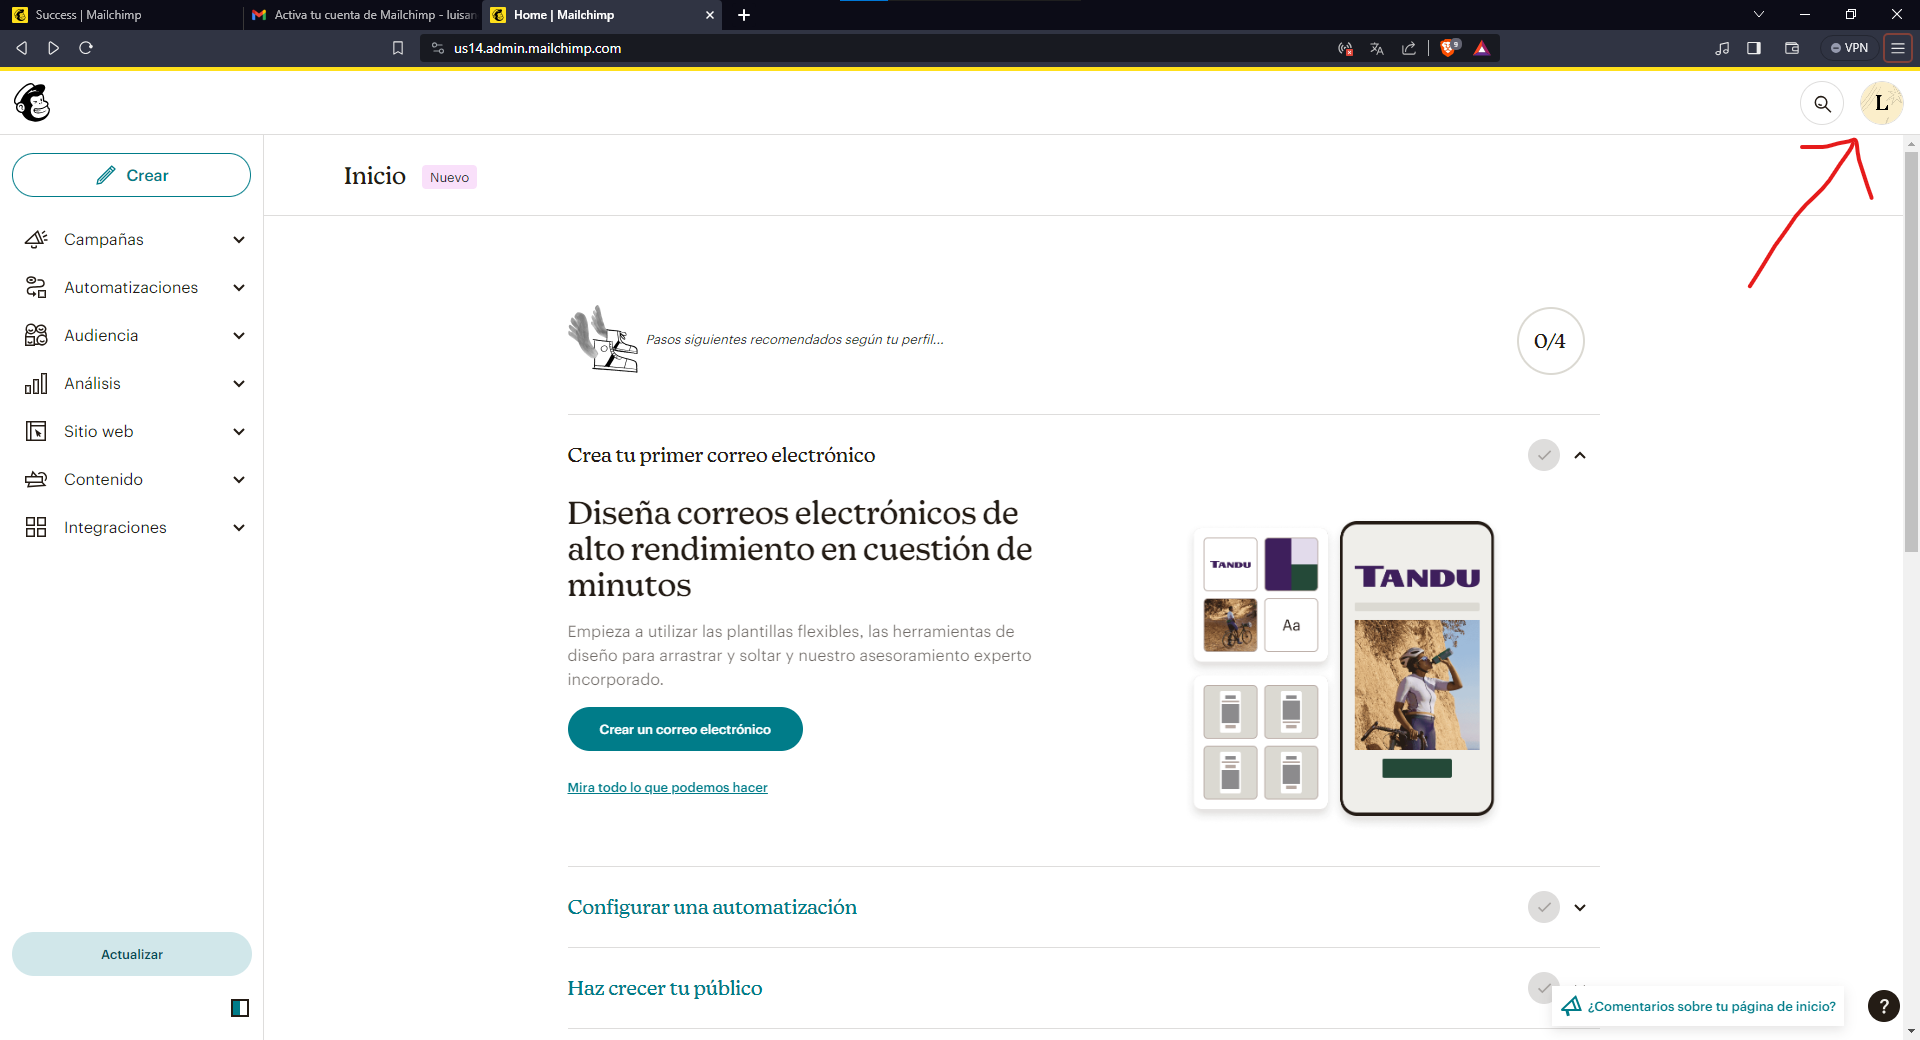 Success | Mailchimp
Activa tu cuenta de Mailchimp - luisan
Home | Mailchimp
us14.admin.mailchimp.com
9
VPN
L
Crear
Inicio
Nuevo
Campañas
Automatizaciones
Audiencia
Análisis
Sitio web
Contenido
Integraciones
Pasos siguientes recomendados según tu perfil...
0/4
Crea tu primer correo electrónico
Diseña correos electrónicos de
alto rendimiento en cuestión de
minutos
Empieza a utilizar las plantillas flexibles, las herramientas de
diseño para arrastrar y soltar y nuestro asesoramiento experto
incorporado.
Crear un correo electrónico
Mira todo lo que podemos hacer
TANDU
Aa
TANDU
Configurar una automatización
Haz crecer tu público
Actualizar
¿Comentarios sobre tu página de inicio?
?